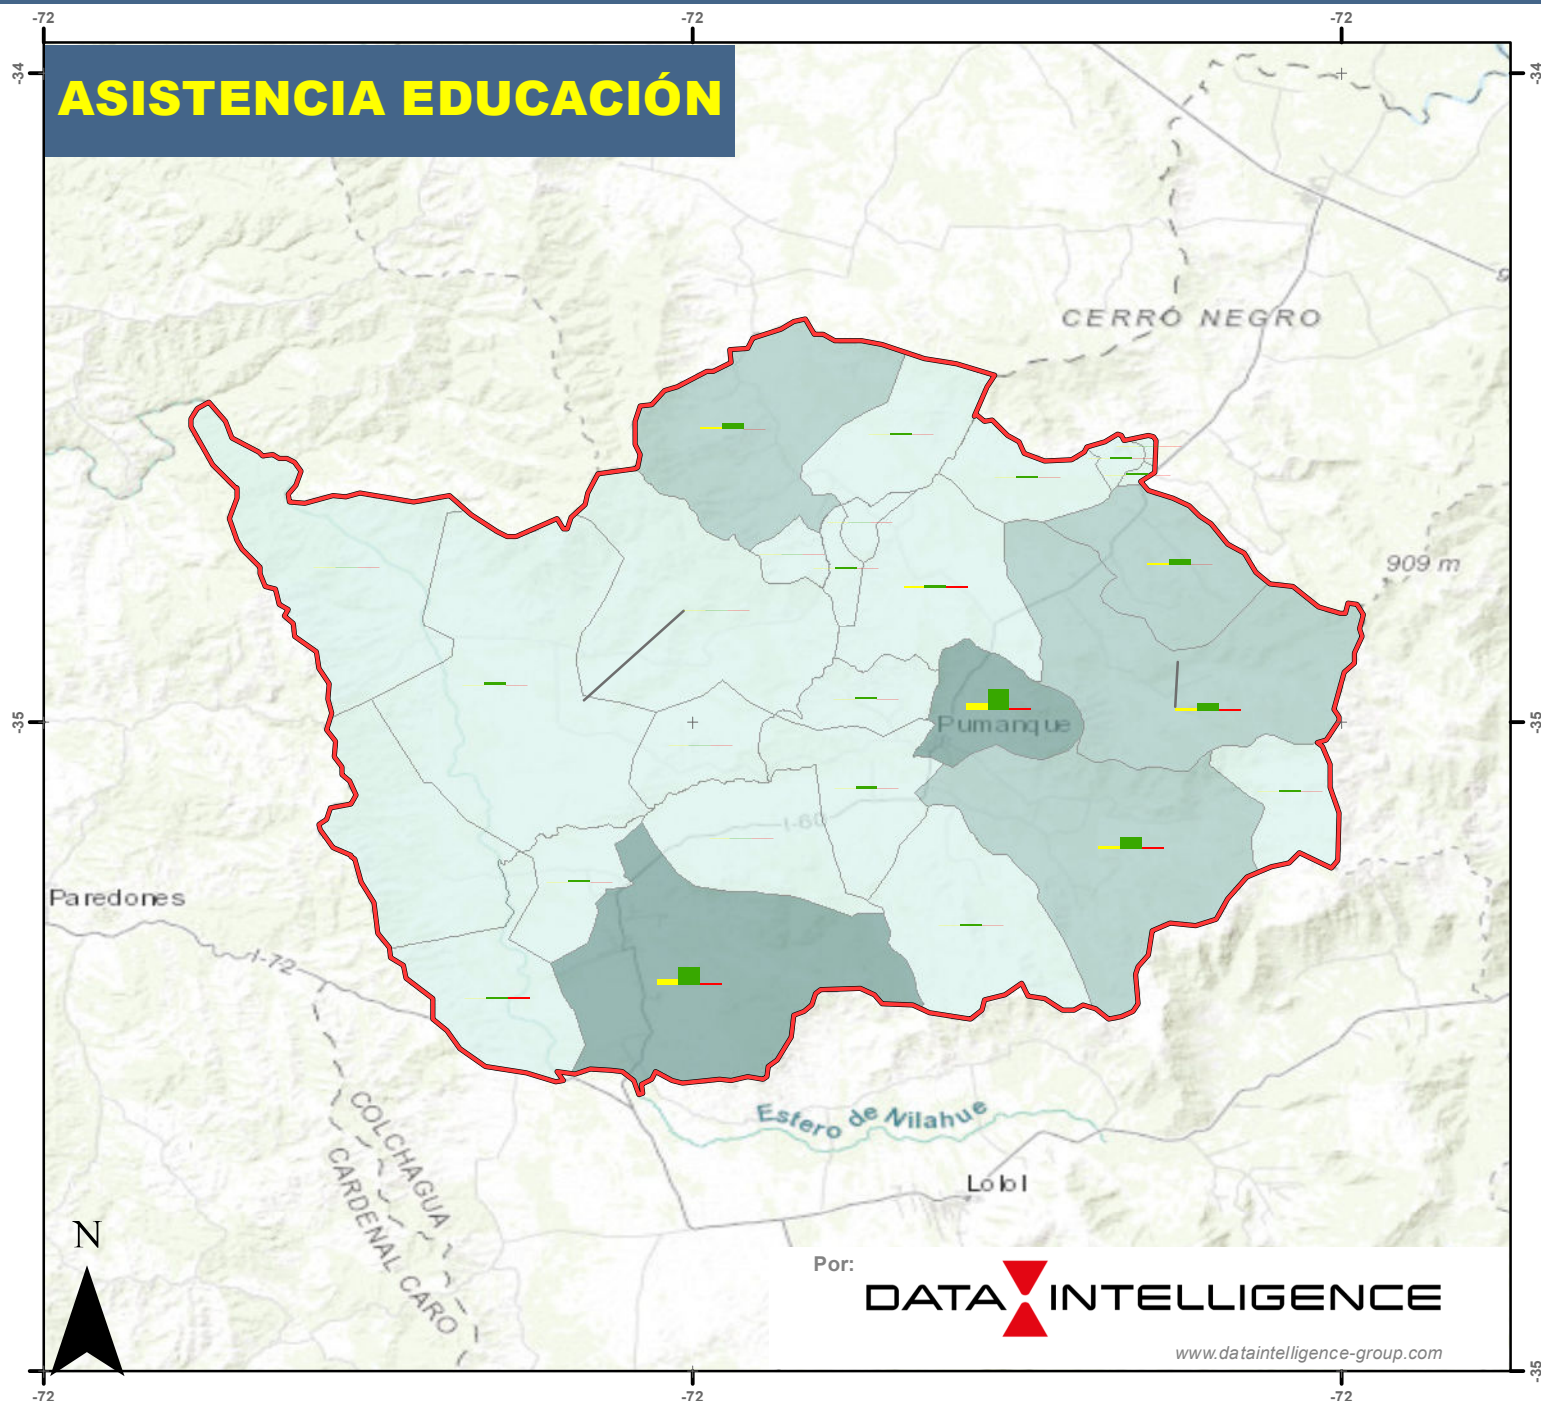 -72 -72 -72
-34 -34
ASISTENCIA EDUCACIÓN
CERRO NEGRO
909 m
-35 -35
Pumanque
I-60
Paredones
I-72
COLCHAGUA
CARDENAL CARO
Estero de Nilahue
Lolol
N
Por:
DATA INTELLIGENCE
www.dataintelligence-group.com
-35
-72 -72 -72